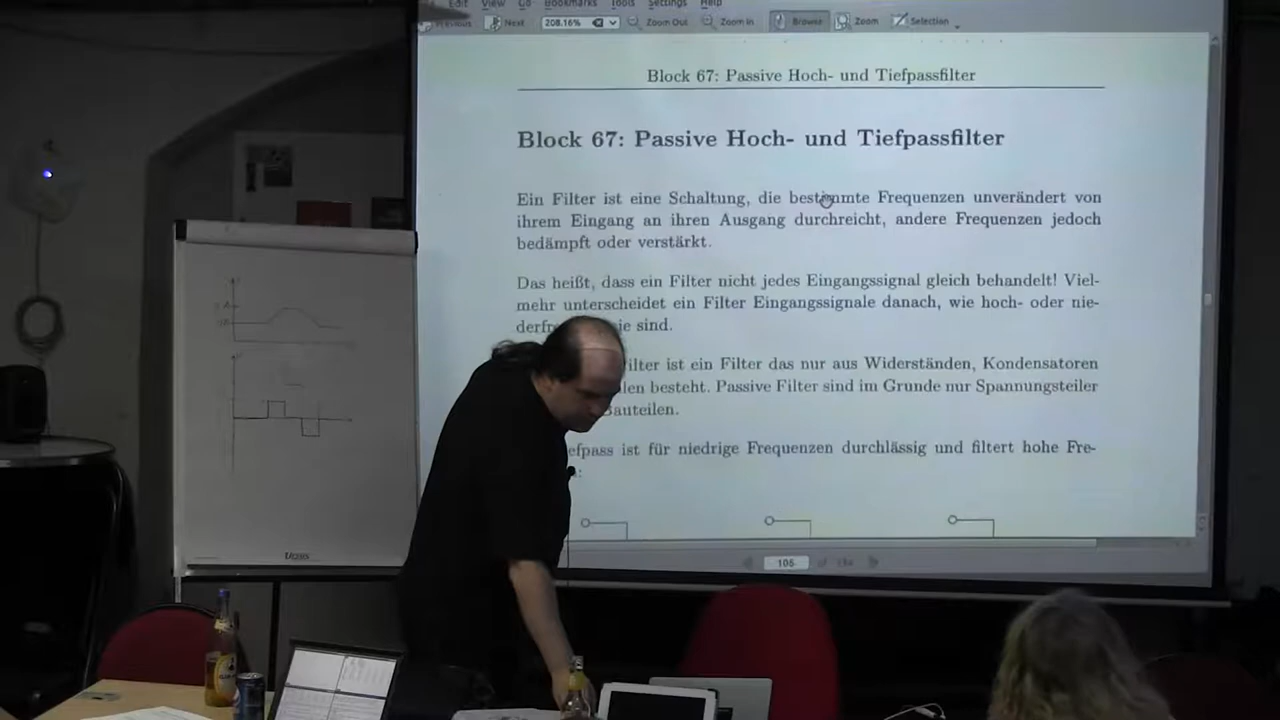 Edit View Go Bookmarks Tools Settings Help
Previous Next 208.16% Zoom Out Zoom In Browse Zoom Selection
Block 67: Passive Hoch- und Tiefpassfilter
Block 67: Passive Hoch- und Tiefpassfilter
Ein Filter ist eine Schaltung, die bestimmte Frequenzen unverändert von
ihrem Eingang an ihren Ausgang durchreicht, andere Frequenzen jedoch
bedämpft oder verstärkt.
Das heißt, dass ein Filter nicht jedes Eingangssignal gleich behandelt! Viel-
mehr unterscheidet ein Filter Eingangssignale danach, wie hoch- oder nie-
derfr ie sind.
ilter ist ein Filter das nur aus Widerständen, Kondensatoren
len besteht. Passive Filter sind im Grunde nur Spannungsteiler
Bauteilen.
efpass ist für niedrige Frequenzen durchlässig und filtert hohe Fre-
:
105 of